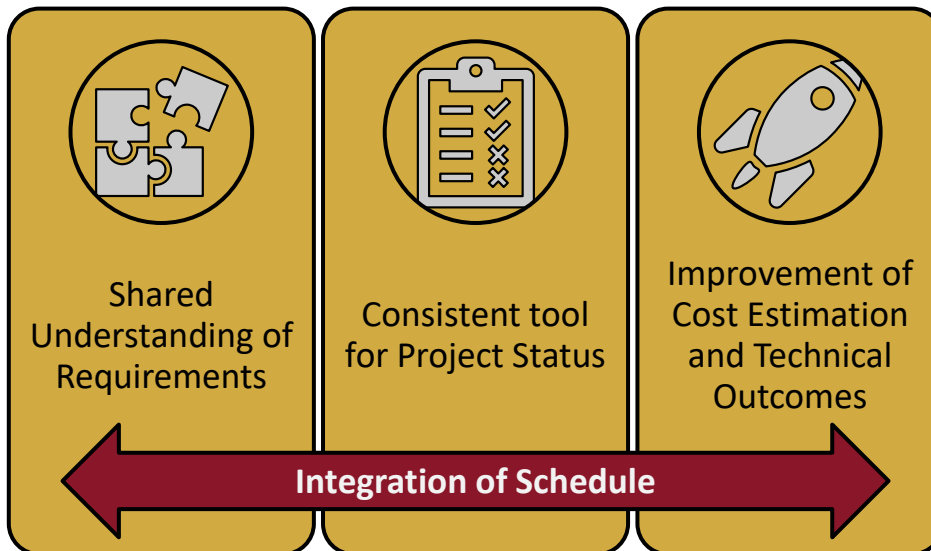 Shared
Understanding of
Requirements
Consistent tool
for Project Status
Improvement of
Cost Estimation
and Technical
Outcomes
Integration of Schedule